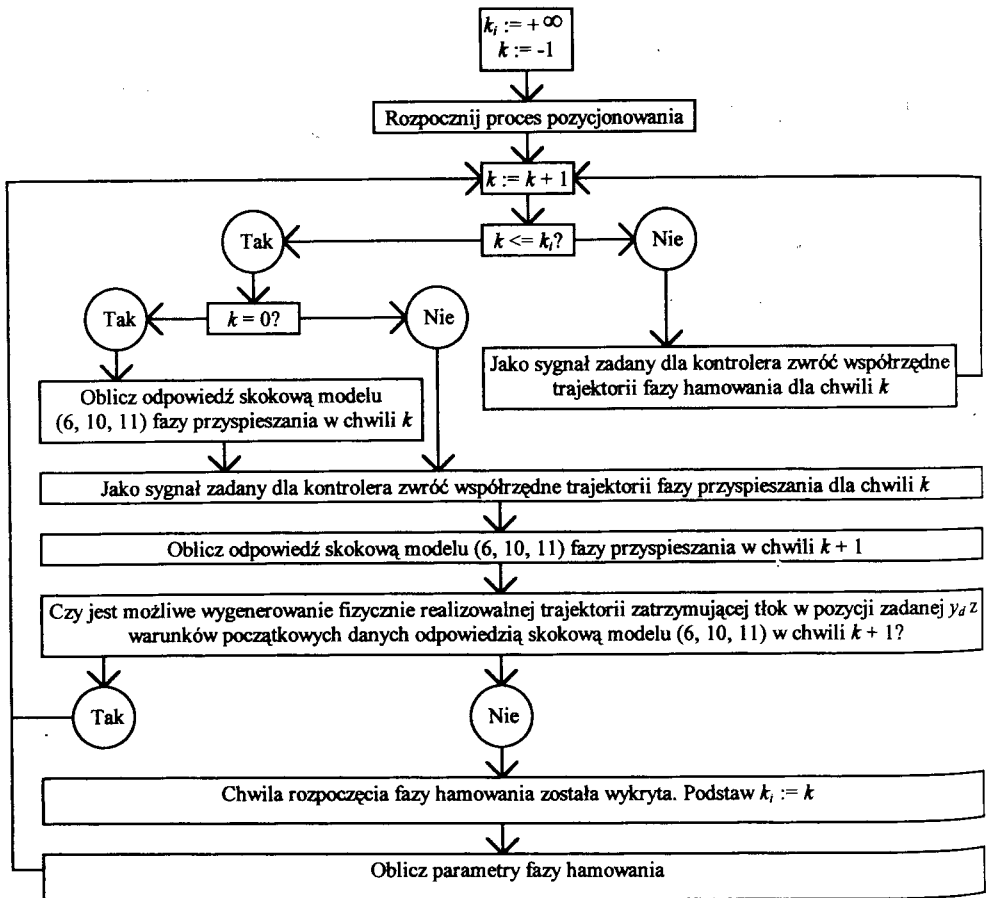 k_i := +∞
k := -1
Rozpocznij proces pozycjonowania
k := k + 1
k <= k_i?
Tak
Nie
k = 0?
Tak
Nie
Jako sygnał zadany dla kontrolera zwróć współrzędne
trajektorii fazy hamowania dla chwili k
Oblicz odpowiedź skokową modelu
(6, 10, 11) fazy przyspieszania w chwili k
Jako sygnał zadany dla kontrolera zwróć współrzędne trajektorii fazy przyspieszania dla chwili k
Oblicz odpowiedź skokową modelu (6, 10, 11) fazy przyspieszania w chwili k + 1
Czy jest możliwe wygenerowanie fizycznie realizowalnej trajektorii zatrzymującej tłok w pozycji zadanej y_d z
warunków początkowych danych odpowiedzią skokową modelu (6, 10, 11) w chwili k + 1?
Tak
Nie
Chwila rozpoczęcia fazy hamowania została wykryta. Podstaw k_i := k
Oblicz parametry fazy hamowania